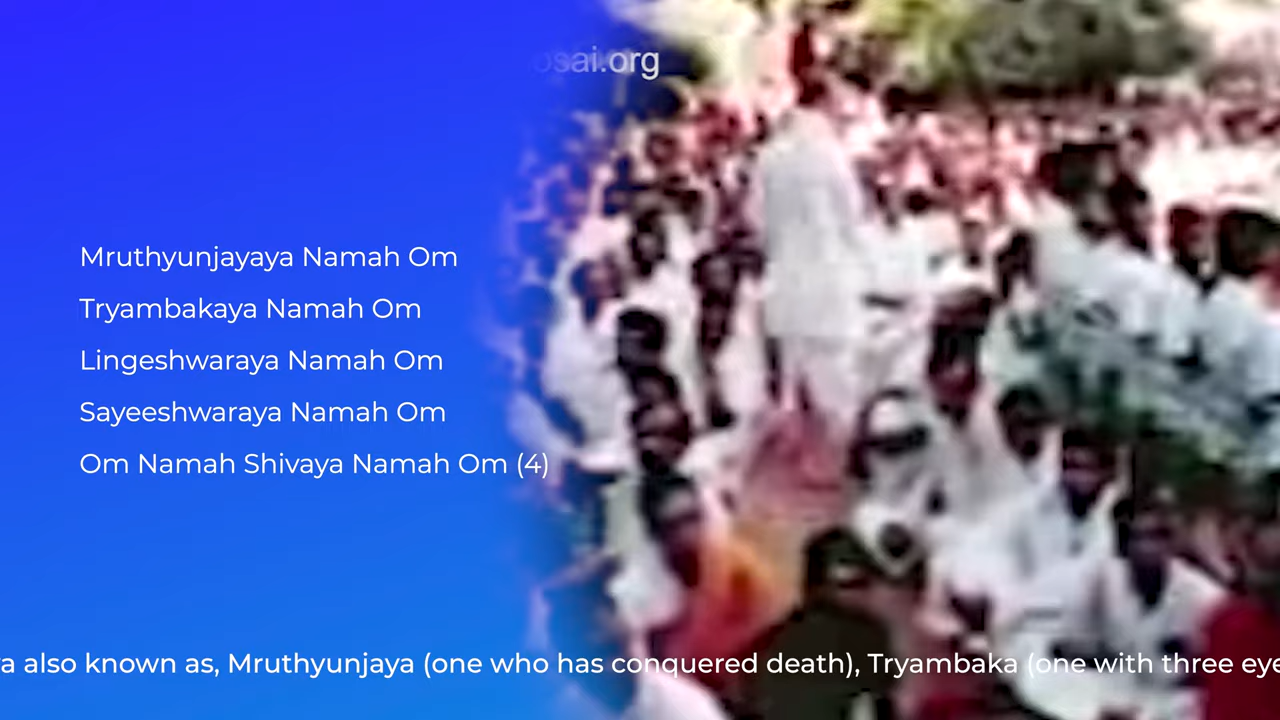 osai.org
Mruthyunjayaya Namah Om
Tryambakaya Namah Om
Lingeshwaraya Namah Om
Sayeeshwaraya Namah Om
Om Namah Shivaya Namah Om (4)
also known as, Mruthyunjaya (one who has conquered death), Tryambaka (one with three